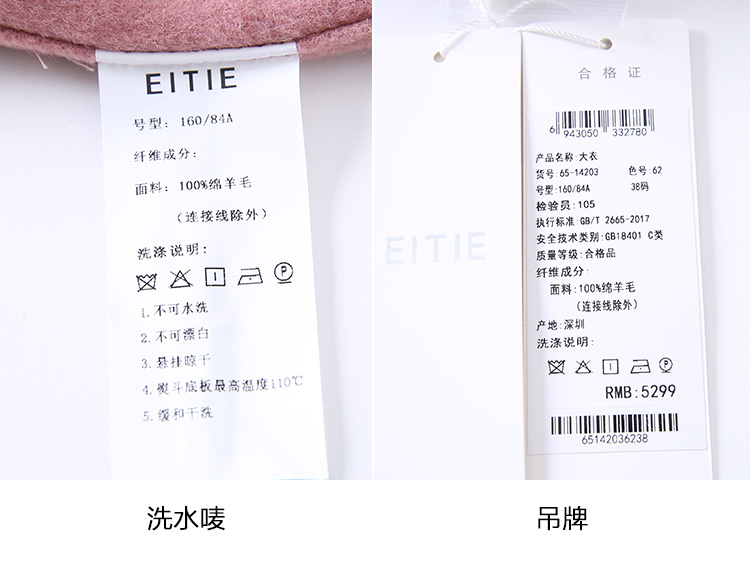 EITIE
号型: 160/84A
纤维成分:
面料: 100%绵羊毛
(连接线除外)
洗涤说明:
1.不可水洗
2.不可漂白
3.悬挂晾干
4.熨斗底板最高温度110℃
5.缓和干洗
洗水唛
EITIE
合格证
6 943050 332780
产品名称:大衣
货号:65-14203 色号:62
号型:160/84A 38码
检验员:105
执行标准:GB/T 2665-2017
安全技术类别:GB18401 C类
质量等级:合格品
纤维成分:
面料:100%绵羊毛
(连接线除外)
产地:深圳
洗涤说明:
RMB:5299
65142036238
吊牌